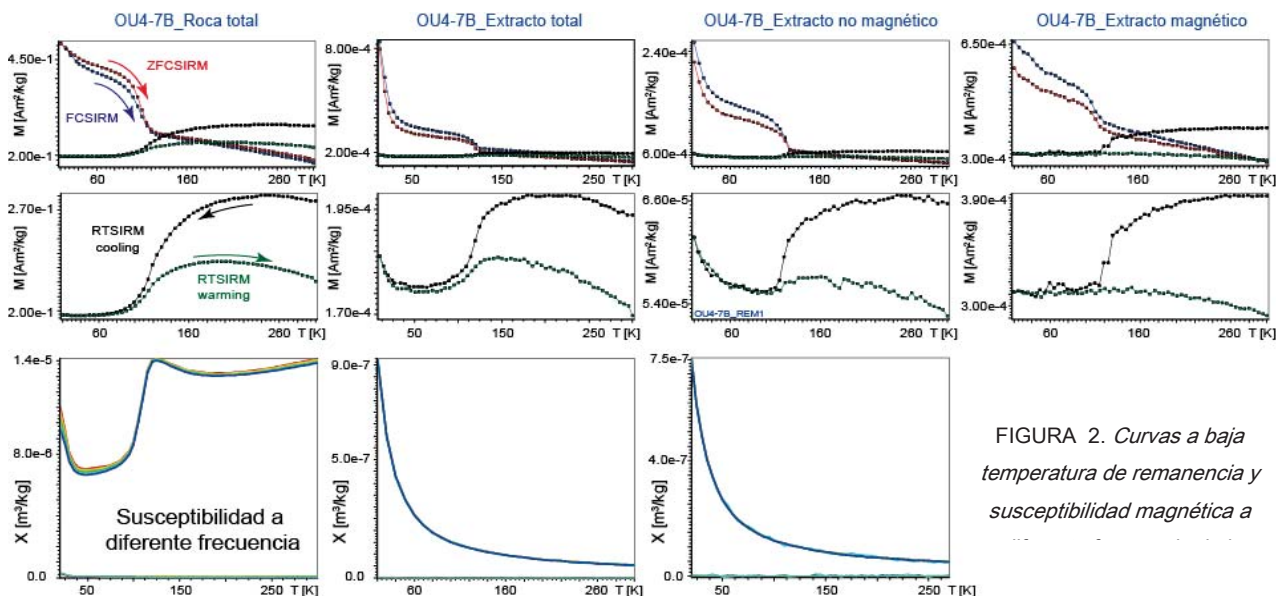 OU4-7B_Roca total
OU4-7B_Extracto total
OU4-7B_Extracto no magnético
OU4-7B_Extracto magnético
M [Am²/kg]
4.50e-1
2.00e-1
ZFCSIRM
FCSIRM
60
160
260
T [K]
M [Am²/kg]
8.00e-4
2.00e-4
60
160
260
T [K]
M [Am²/kg]
2.40e-4
6.00e-4
60
160
260
T [K]
M [Am²/kg]
6.50e-4
3.00e-4
60
160
260
T [K]
M [Am²/kg]
2.70e-1
2.00e-1
RTSIRM
cooling
RTSIRM
warming
60
160
260
T [K]
M [Am²/kg]
1.95e-4
1.70e-4
50
150
250
T [K]
M [Am²/kg]
6.60e-5
5.40e-5
OU4-7B_REM1
60
160
260
T [K]
M [Am²/kg]
3.90e-4
3.00e-4
60
160
260
T [K]
X [m³/kg]
1.4e-5
8.0e-6
0.0
Susceptibilidad a
diferente frecuencia
50
150
250
T [K]
X [m³/kg]
9.0e-7
5.0e-7
0.0
60
160
260
T [K]
X [m³/kg]
7.5e-7
4.0e-7
0.0
50
150
250
T [K]
FIGURA 2. Curvas a baja
temperatura de remanencia y
susceptibilidad magnética a